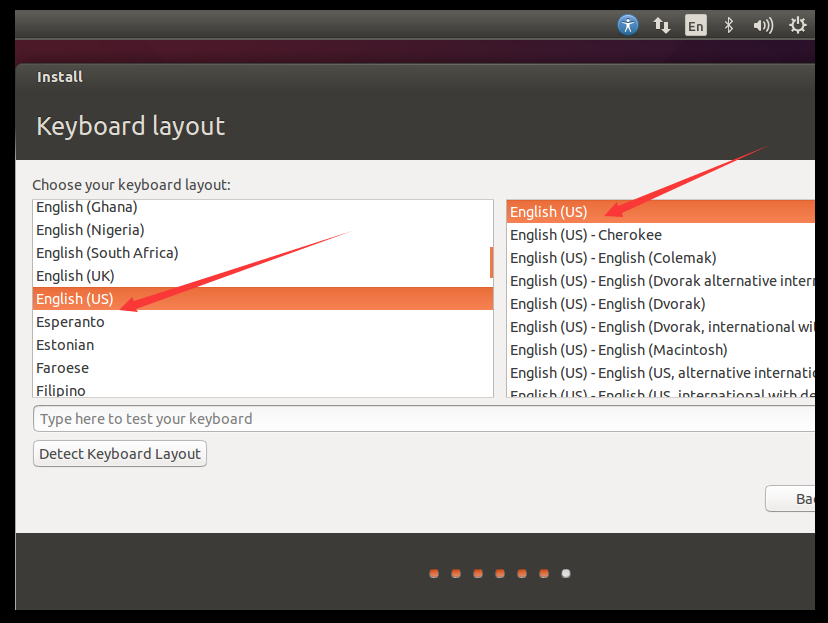 En
Install
Keyboard layout
Choose your keyboard layout:
English (Ghana)
English (Nigeria)
English (South Africa)
English (UK)
English (US)
Esperanto
Estonian
Faroese
Filipino
English (US)
English (US) - Cherokee
English (US) - English (Colemak)
English (US) - English (Dvorak alternative inter
English (US) - English (Dvorak)
English (US) - English (Dvorak, international wi
English (US) - English (Macintosh)
English (US) - English (US, alternative internatio
English (US) - English (US, international with de
Type here to test your keyboard
Detect Keyboard Layout
Ba